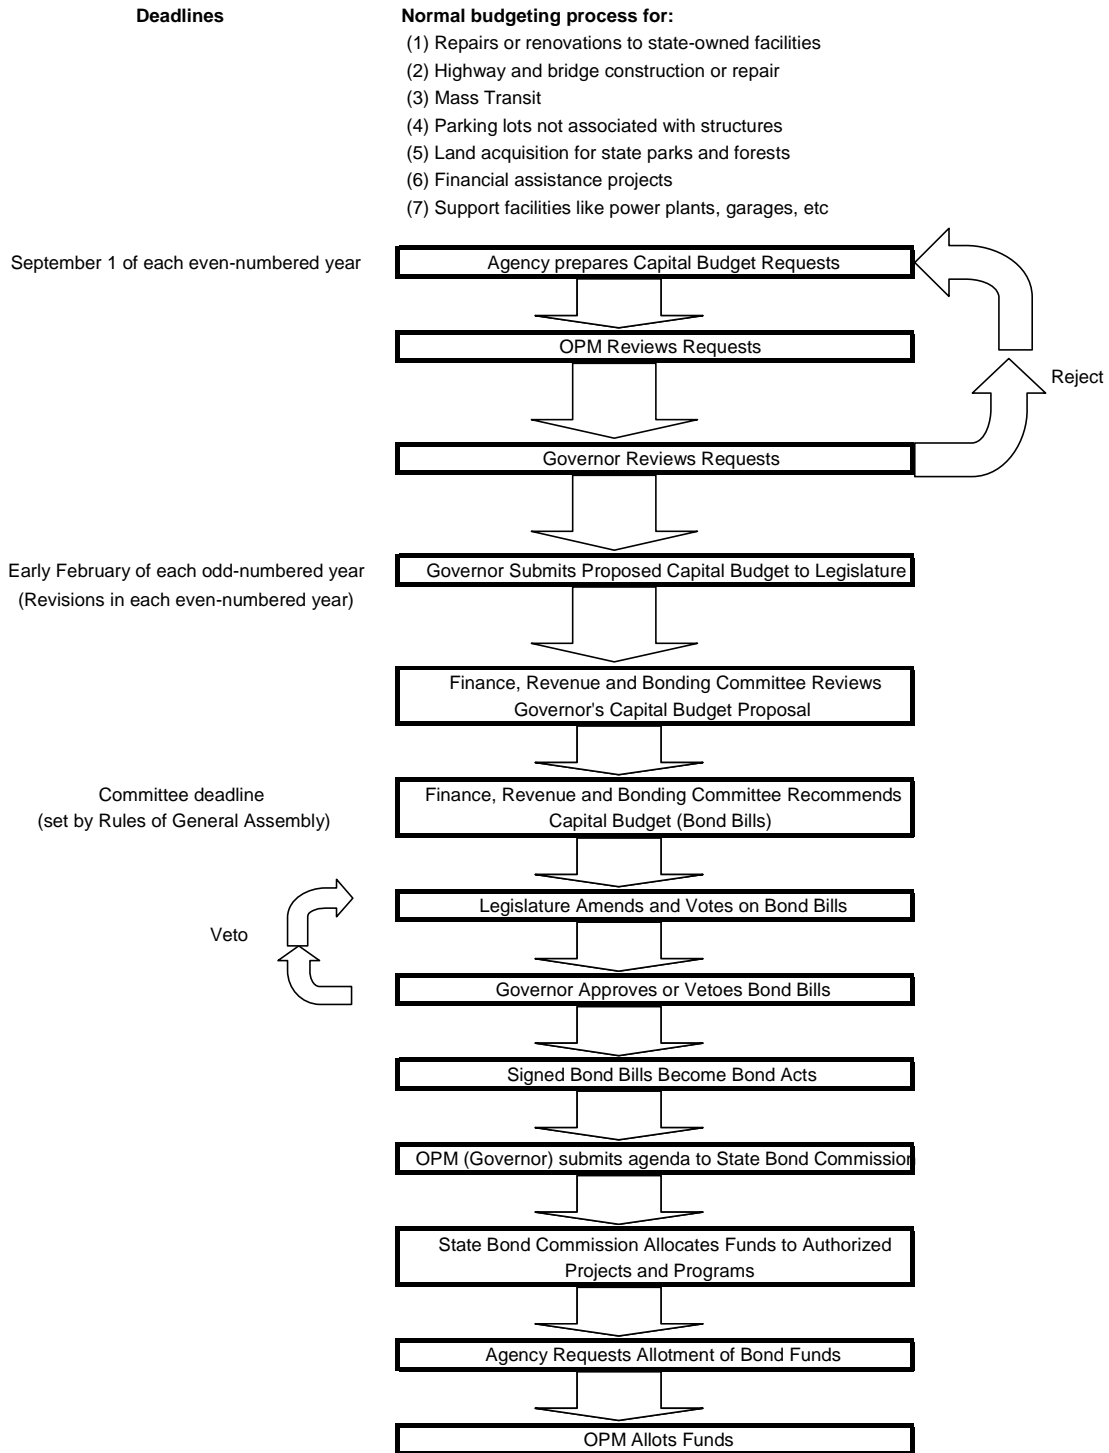 Deadlines
Normal budgeting process for:
(1) Repairs or renovations to state-owned facilities
(2) Highway and bridge construction or repair
(3) Mass Transit
(4) Parking lots not associated with structures
(5) Land acquisition for state parks and forests
(6) Financial assistance projects
(7) Support facilities like power plants, garages, etc
September 1 of each even-numbered year
Agency prepares Capital Budget Requests
OPM Reviews Requests
Reject
Governor Reviews Requests
Early February of each odd-numbered year
(Revisions in each even-numbered year)
Governor Submits Proposed Capital Budget to Legislature
Finance, Revenue and Bonding Committee Reviews
Governor's Capital Budget Proposal
Committee deadline
(set by Rules of General Assembly)
Finance, Revenue and Bonding Committee Recommends
Capital Budget (Bond Bills)
Legislature Amends and Votes on Bond Bills
Veto
Governor Approves or Vetoes Bond Bills
Signed Bond Bills Become Bond Acts
OPM (Governor) submits agenda to State Bond Commission
State Bond Commission Allocates Funds to Authorized
Projects and Programs
Agency Requests Allotment of Bond Funds
OPM Allots Funds